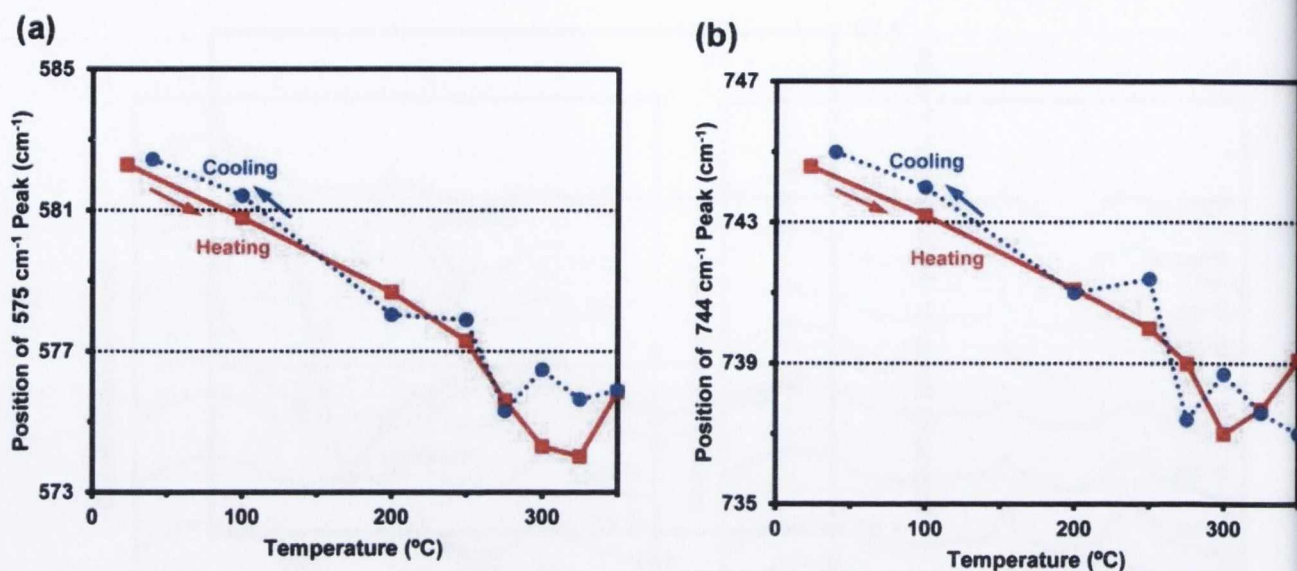 (a)
585
581
577
573
Position of 575 cm⁻¹ Peak (cm⁻¹)
Cooling
Heating
0
100
200
300
Temperature (ºC)
(b)
747
743
739
735
Position of 744 cm⁻¹ Peak (cm⁻¹)
Cooling
Heating
0
100
200
300
Temperature (ºC)